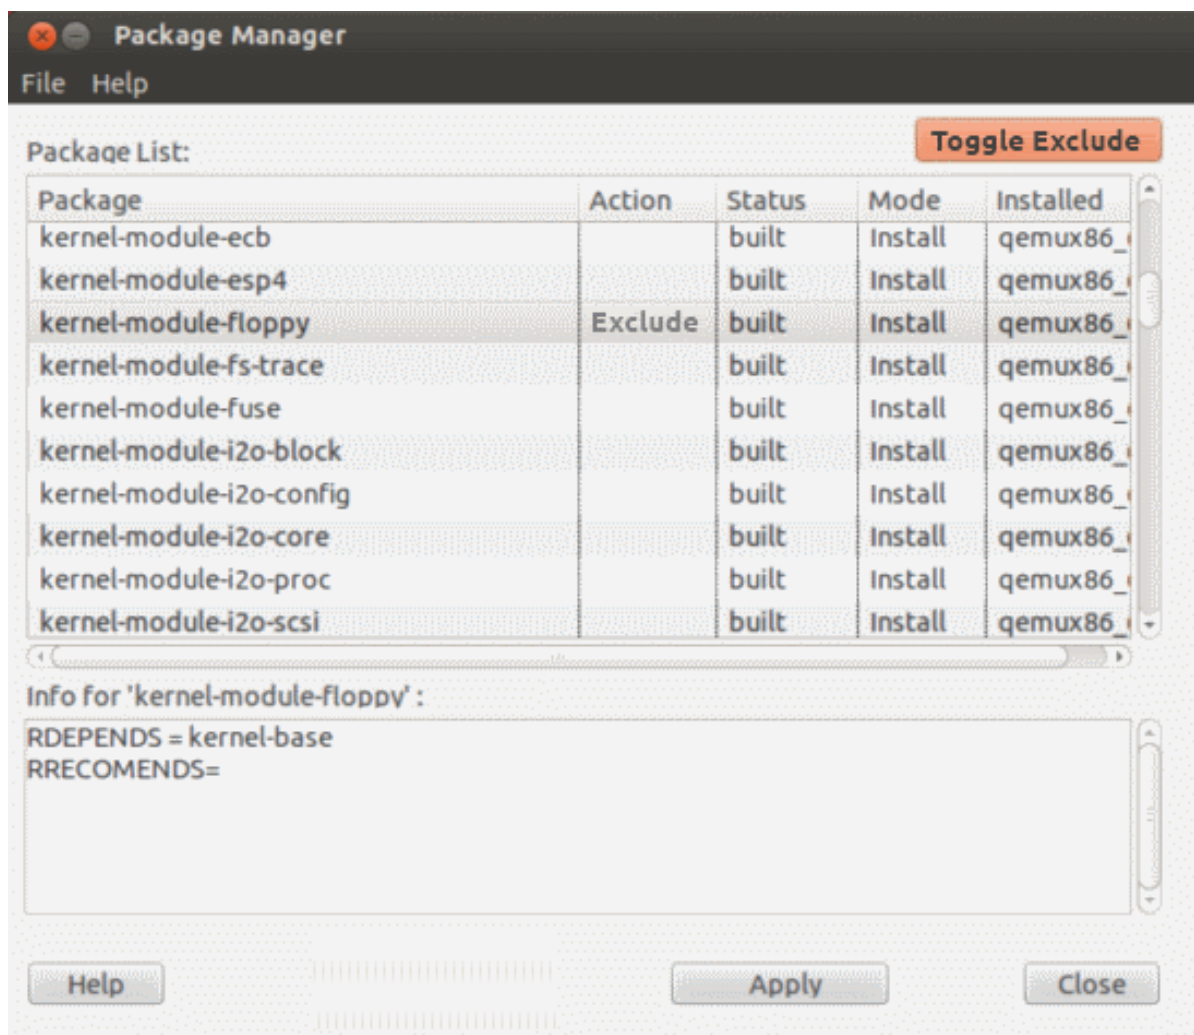 Package Manager
File Help
Toggle Exclude
Package List:
Package Action Status Mode Installed
kernel-module-ecb built Install qemux86_
kernel-module-esp4 built Install qemux86_
kernel-module-floppy Exclude built Install qemux86_
kernel-module-fs-trace built Install qemux86_
kernel-module-fuse built Install qemux86_
kernel-module-i2o-block built Install qemux86_
kernel-module-i2o-config built Install qemux86_
kernel-module-i2o-core built Install qemux86_
kernel-module-i2o-proc built Install qemux86_
kernel-module-i2o-scsi built Install qemux86_
Info for 'kernel-module-floppy' :
RDEPENDS = kernel-base
RRECOMENDS=
Help Apply Close